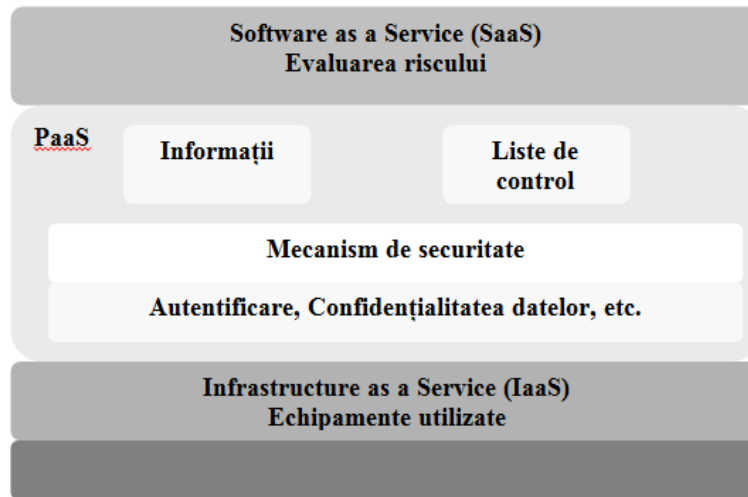 Software as a Service (SaaS)
Evaluarea riscului
PaaS
Informații
Liste de
control
Mecanism de securitate
Autentificare, Confidențialitatea datelor, etc.
Infrastructure as a Service (IaaS)
Echipamente utilizate